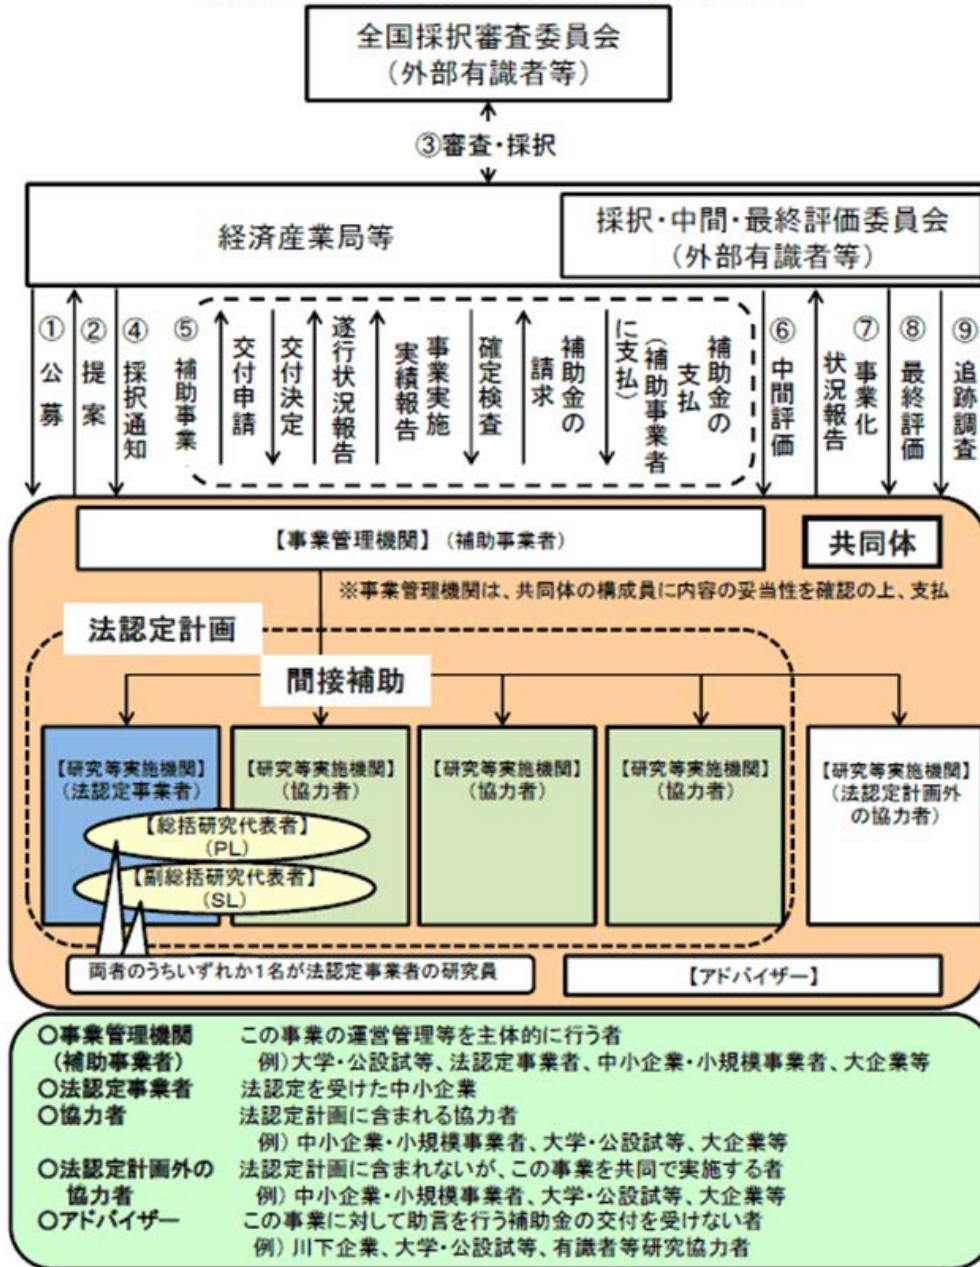 全国採択審査委員会
(外部有識者等)
③審査・採択
経済産業局等
採択・中間・最終評価委員会
(外部有識者等)
①公募
②提案
④採択通知
⑤補助事業
交付申請
交付決定
遂行状況報告
事業実施
実績報告
確定検査
補助金の
請求
補助金の
支払
(補助事業者
に支払)
⑥中間評価
⑦事業化
状況報告
⑧最終評価
⑨追跡調査
【事業管理機関】(補助事業者)
共同体
※事業管理機関は、共同体の構成員に内容の妥当性を確認の上、支払
法認定計画
間接補助
【研究等実施機関】
(法認定事業者)
【研究等実施機関】
(協力者)
【研究等実施機関】
(協力者)
【研究等実施機関】
(協力者)
【研究等実施機関】
(法認定計画外
の協力者)
【総括研究代表者】
(PL)
【副総括研究代表者】
(SL)
両者のうちいずれか1名が法認定事業者の研究員
【アドバイザー】
○事業管理機関 この事業の運営管理等を主体的に行う者
(補助事業者) 例)大学・公設試等、法認定事業者、中小企業・小規模事業者、大企業等
○法認定事業者 法認定を受けた中小企業
○協力者 法認定計画に含まれる協力者
例)中小企業・小規模事業者、大学・公設試等、大企業等
○法認定計画外の 法認定計画に含まれないが、この事業を共同で実施する者
協力者 例)中小企業・小規模事業者、大学・公設試等、大企業等
○アドバイザー この事業に対して助言を行う補助金の交付を受けない者
例)川下企業、大学・公設試等、有識者等研究協力者